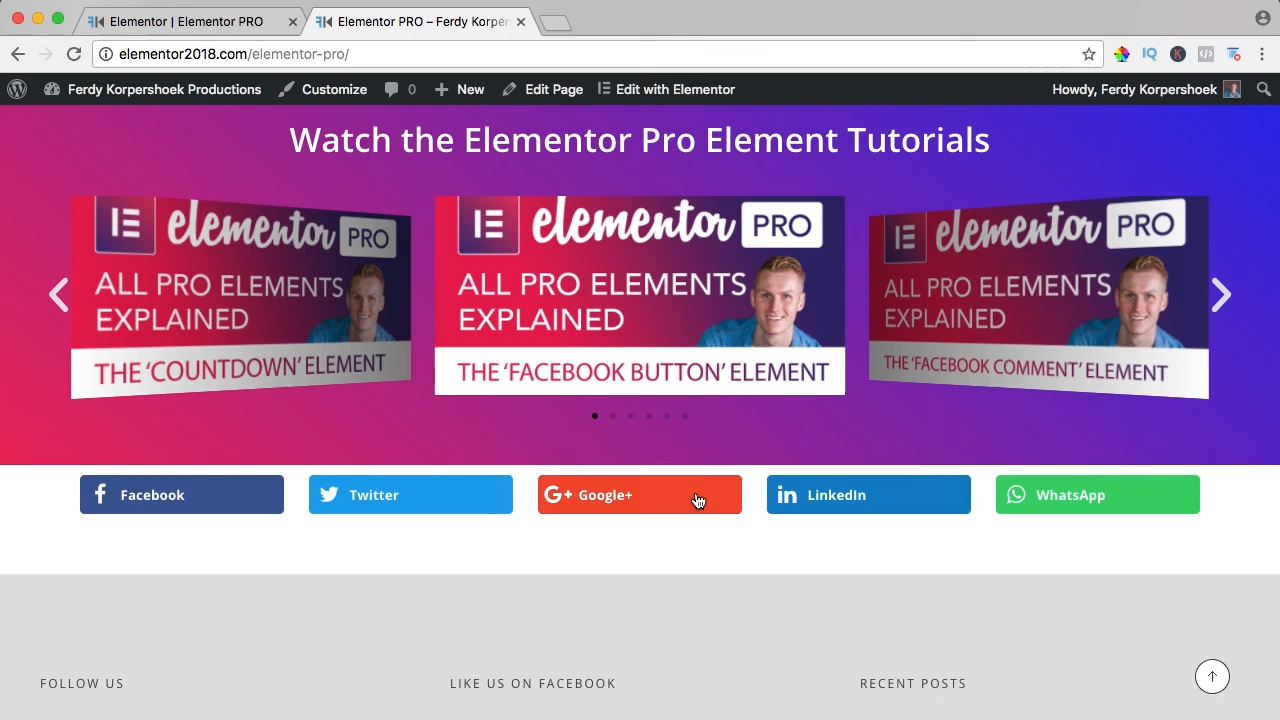 Elementor | Elementor PRO
Elementor PRO – Ferdy Korper
elementor2018.com/elementor-pro/
Ferdy Korpershoek Productions
Customize
0
New
Edit Page
Edit with Elementor
Howdy, Ferdy Korpershoek
Watch the Elementor Pro Element Tutorials
elementor PRO
ALL PRO ELEMENTS
EXPLAINED
THE 'COUNTDOWN' ELEMENT
elementor PRO
ALL PRO ELEMENTS
EXPLAINED
THE 'FACEBOOK BUTTON' ELEMENT
elementor PRO
ALL PRO ELEMENTS
EXPLAINED
THE 'FACEBOOK COMMENT' ELEMENT
Facebook
Twitter
G+ Google+
in LinkedIn
WhatsApp
FOLLOW US
LIKE US ON FACEBOOK
RECENT POSTS